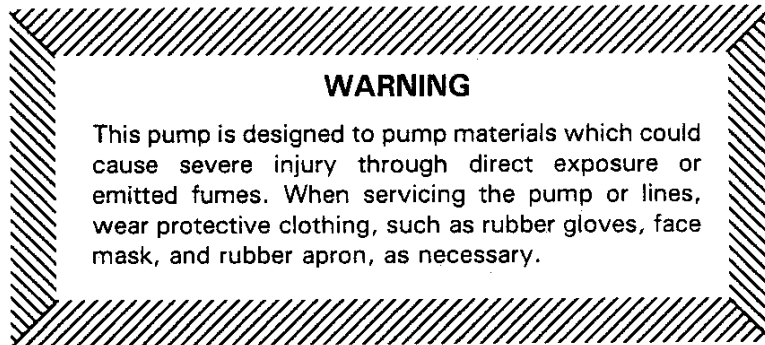 WARNING
This pump is designed to pump materials which could
cause severe injury through direct exposure or
emitted fumes. When servicing the pump or lines,
wear protective clothing, such as rubber gloves, face
mask, and rubber apron, as necessary.